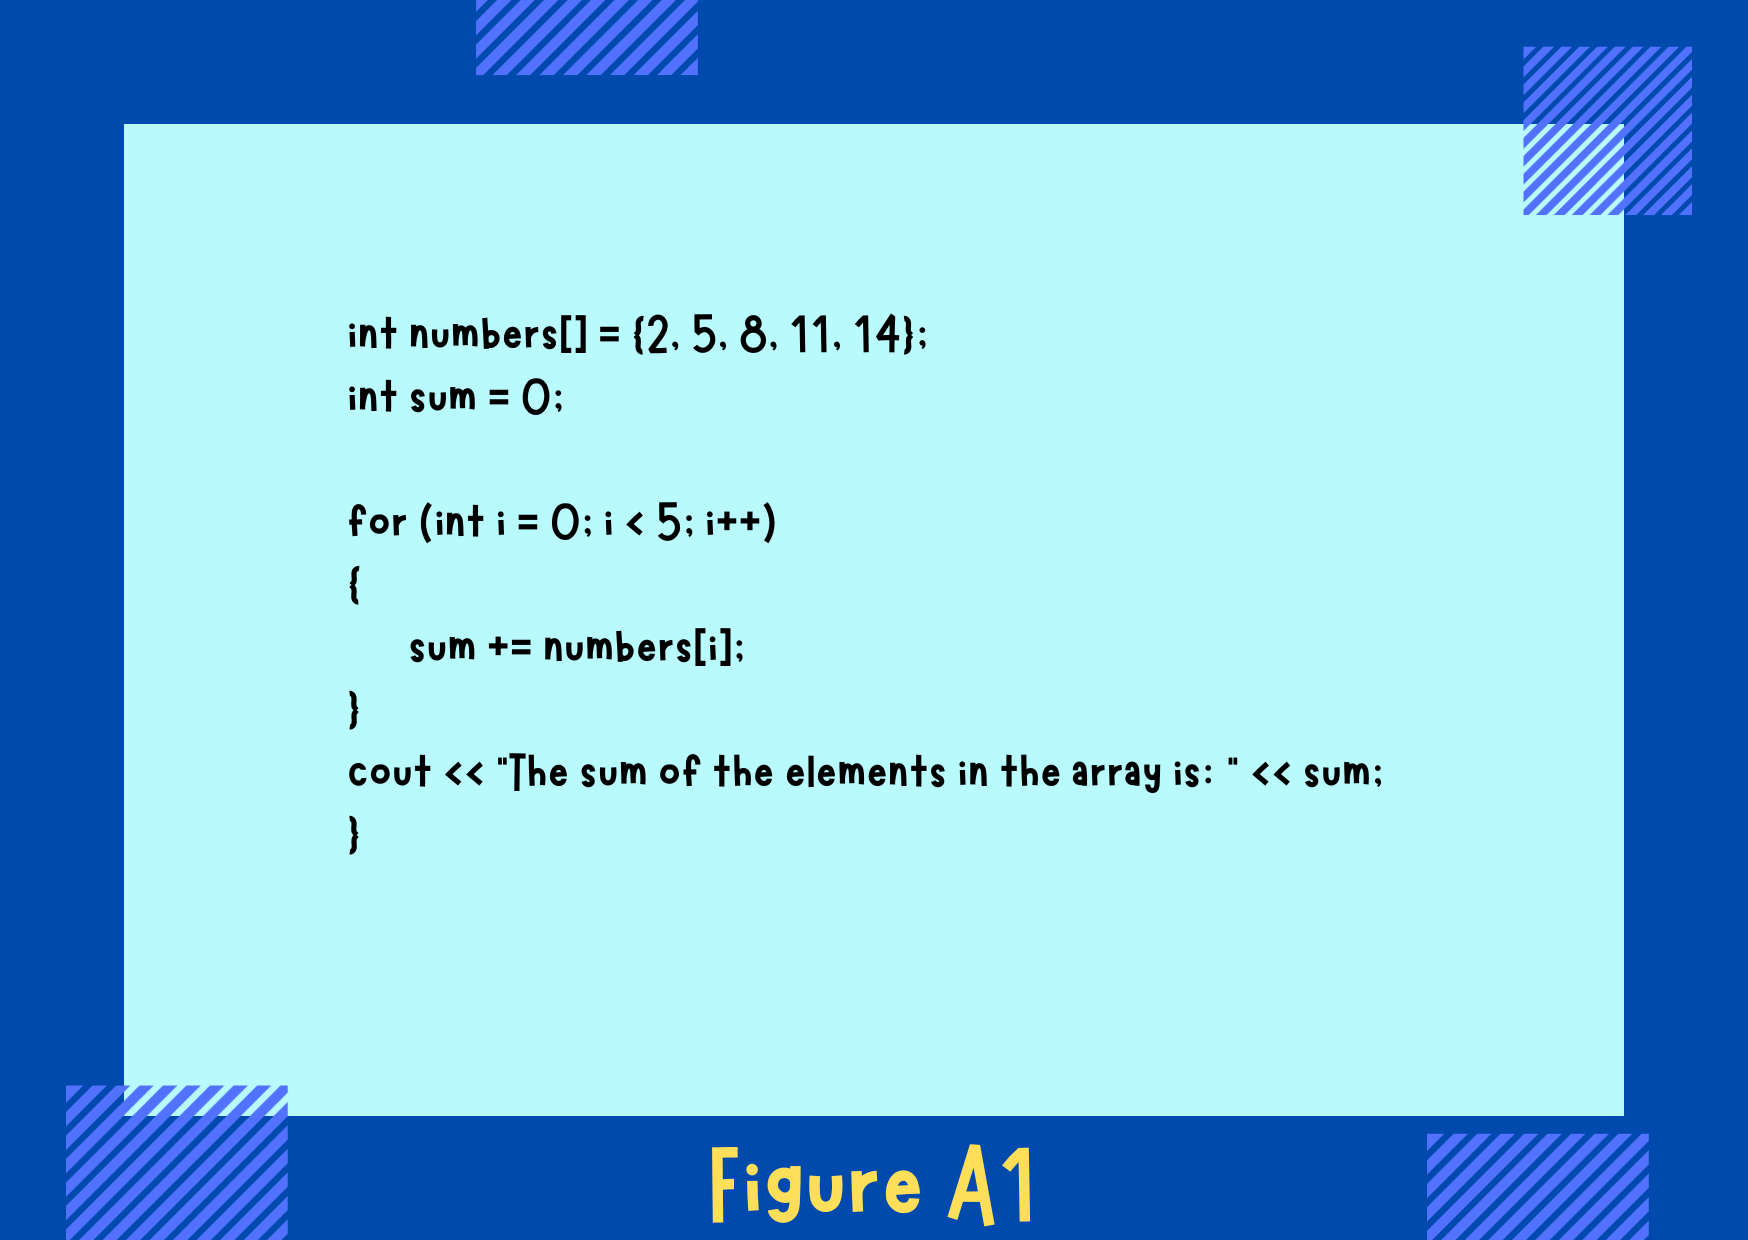 int numbers[] = {2, 5, 8, 11, 14};
int sum = 0;
for (int i = 0; i < 5; i++)
{
sum += numbers[i];
}
cout << "The sum of the elements in the array is: " << sum;
}
Figure A1